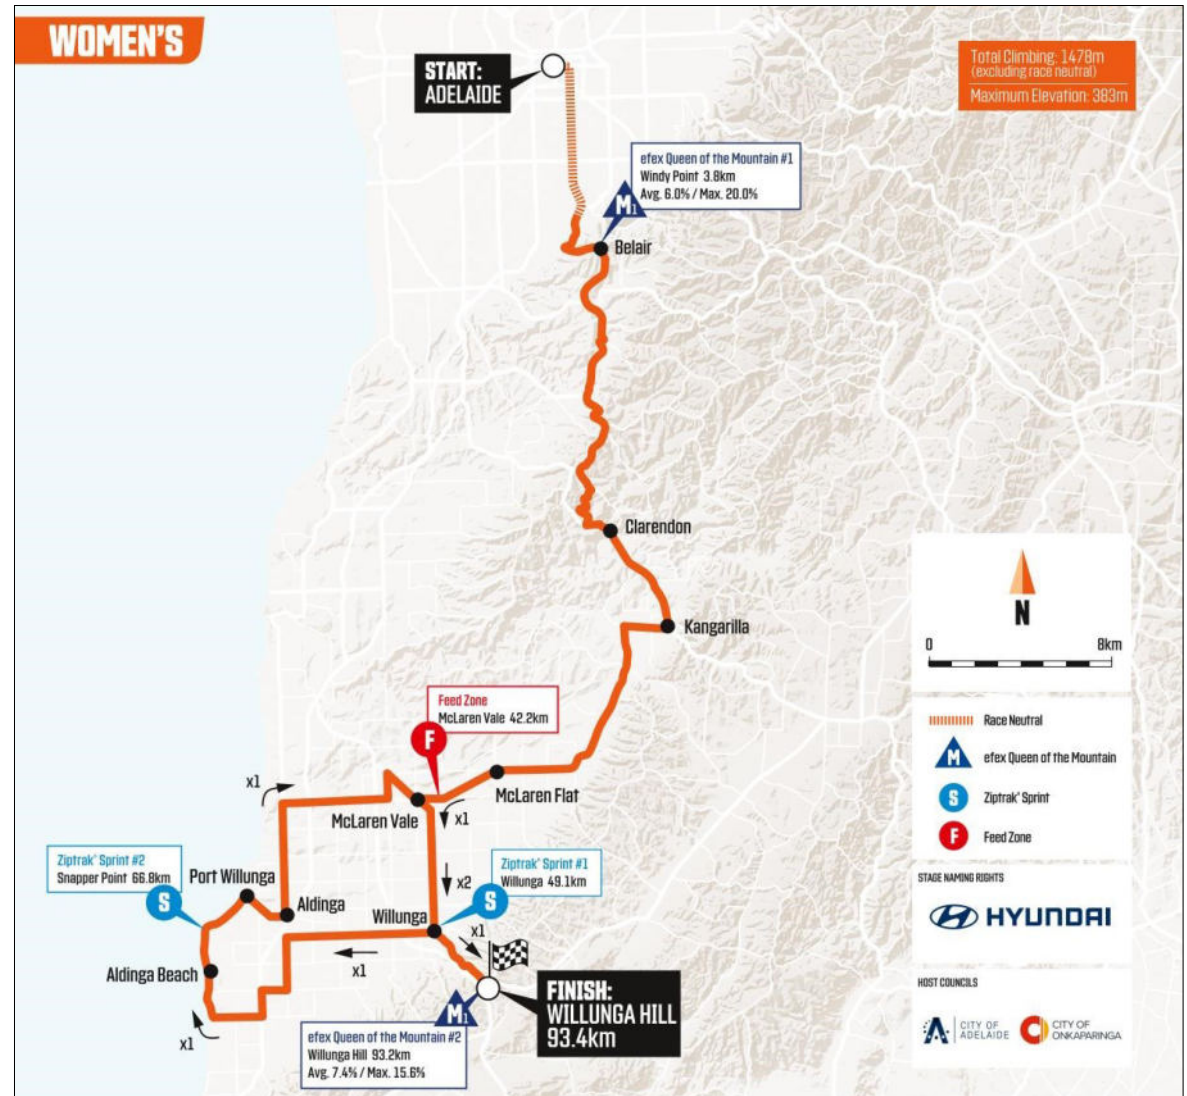 WOMEN'S
START:
ADELAIDE
Total Climbing: 1478m
(excluding race neutral)
Maximum Elevation: 383m
efex Queen of the Mountain #1
Windy Point 3.8km
Avg. 6.0% / Max. 20.0%
M1
Belair
Clarendon
Kangarilla
N
0
8km
Race Neutral
M
efex Queen of the Mountain
S
Ziptrak® Sprint
F
Feed Zone
STAGE NAMING RIGHTS
HYUNDAI
HOST COUNCILS
CITY OF
ADELAIDE
CITY OF
ONKAPARINGA
Feed Zone
McLaren Vale 42.2km
F
McLaren Flat
McLaren Vale
x1
x1
x2
Ziptrak® Sprint #2
Snapper Point 66.8km
S
Port Willunga
Aldinga
Ziptrak® Sprint #1
Willunga 49.1km
S
Willunga
x1
x1
Aldinga Beach
x1
FINISH:
WILLUNGA HILL
93.4km
M1
efex Queen of the Mountain #2
Willunga Hill 93.2km
Avg. 7.4% / Max. 15.6%